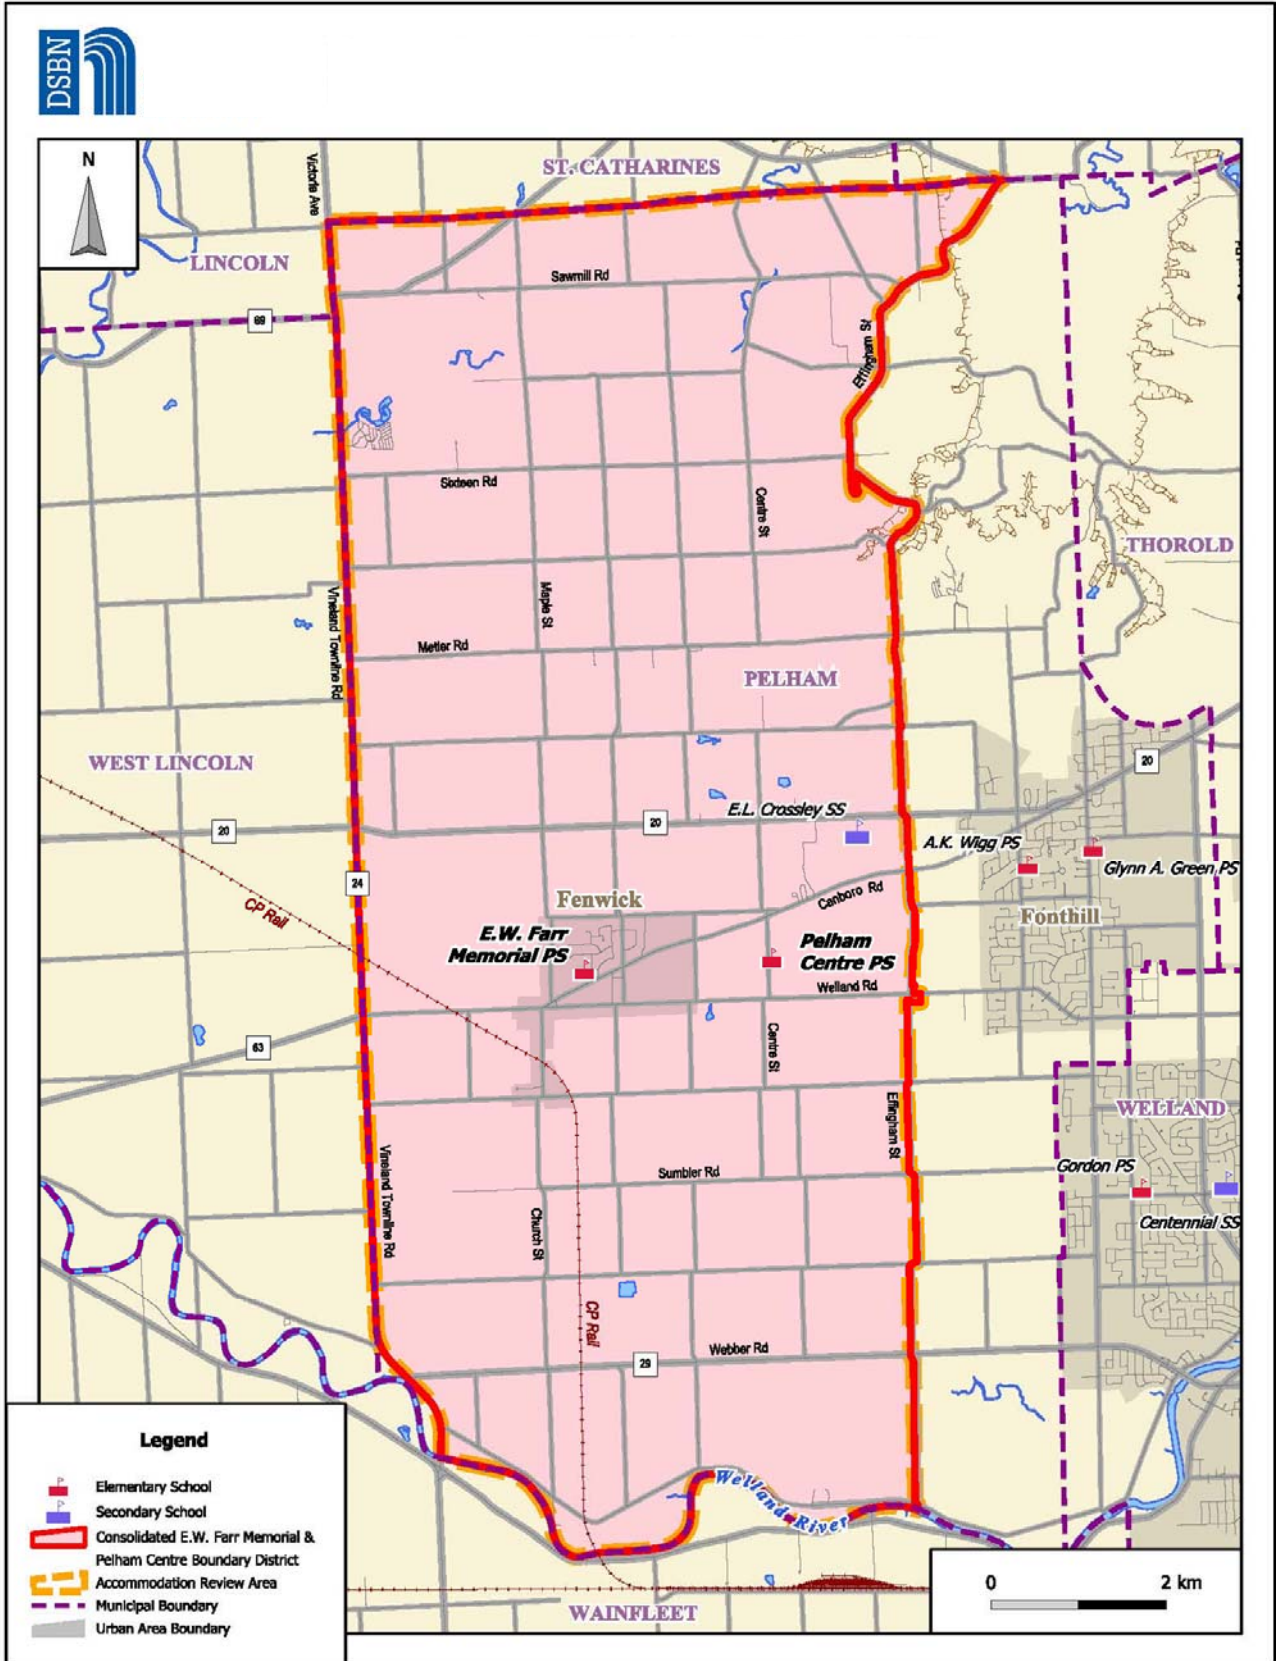 DSBN
N
Victoria Ave
ST. CATHARINES
LINCOLN
Sawmill Rd
69
Effingham St
Sixteen Rd
Centre St
THOROLD
Maple St
Vineland Townline Rd
Metler Rd
PELHAM
WEST LINCOLN
20
20
20
E.L. Crossley SS
A.K. Wigg PS
Glynn A. Green PS
24
Canboro Rd
CP Rail
Fenwick
Fonthill
E.W. Farr
Memorial PS
Pelham
Centre PS
Welland Rd
63
Centre St
Effingham St
WELLAND
Vineland Townline Rd
Sumbler Rd
Gordon PS
Church St
Centennial SS
CP Rail
Webber Rd
29
Welland River
Legend
Elementary School
Secondary School
Consolidated E.W. Farr Memorial &
Pelham Centre Boundary District
Accommodation Review Area
Municipal Boundary
Urban Area Boundary
0 2 km
WAINFLEET